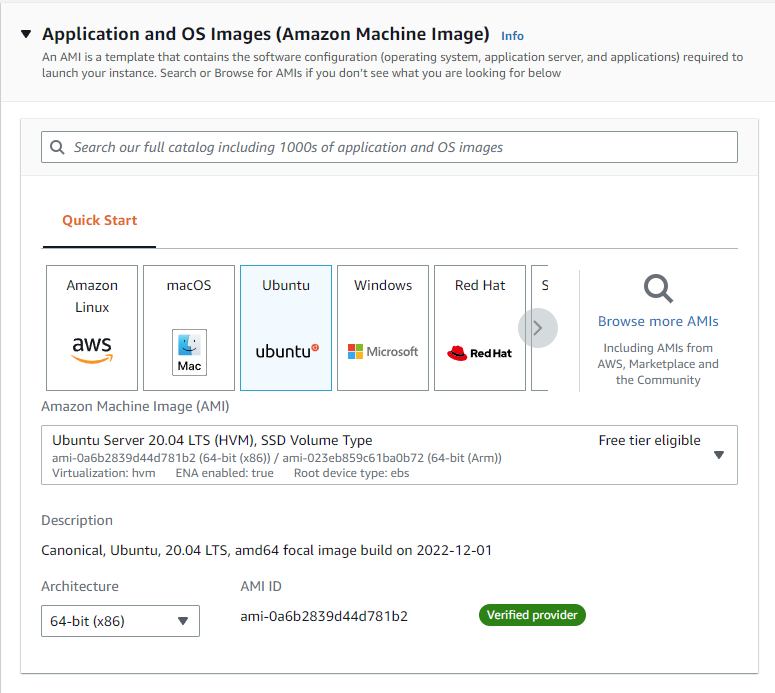 Application and OS Images (Amazon Machine Image) Info
An AMI is a template that contains the software configuration (operating system, application server, and applications) required to
launch your instance. Search or Browse for AMIs if you don't see what you are looking for below
Search our full catalog including 1000s of application and OS images
Quick Start
Amazon
Linux
aws
macOS
Mac
Ubuntu
ubuntu
Windows
Microsoft
Red Hat
Red Hat
S
Browse more AMIs
Including AMIs from
AWS, Marketplace and
the Community
Amazon Machine Image (AMI)
Ubuntu Server 20.04 LTS (HVM), SSD Volume Type
Free tier eligible
ami-0a6b2839d44d781b2 (64-bit (x86)) / ami-023eb859c61ba0b72 (64-bit (Arm))
Virtualization: hvm ENA enabled: true Root device type: ebs
Description
Canonical, Ubuntu, 20.04 LTS, amd64 focal image build on 2022-12-01
Architecture
AMI ID
64-bit (x86)
ami-0a6b2839d44d781b2
Verified provider